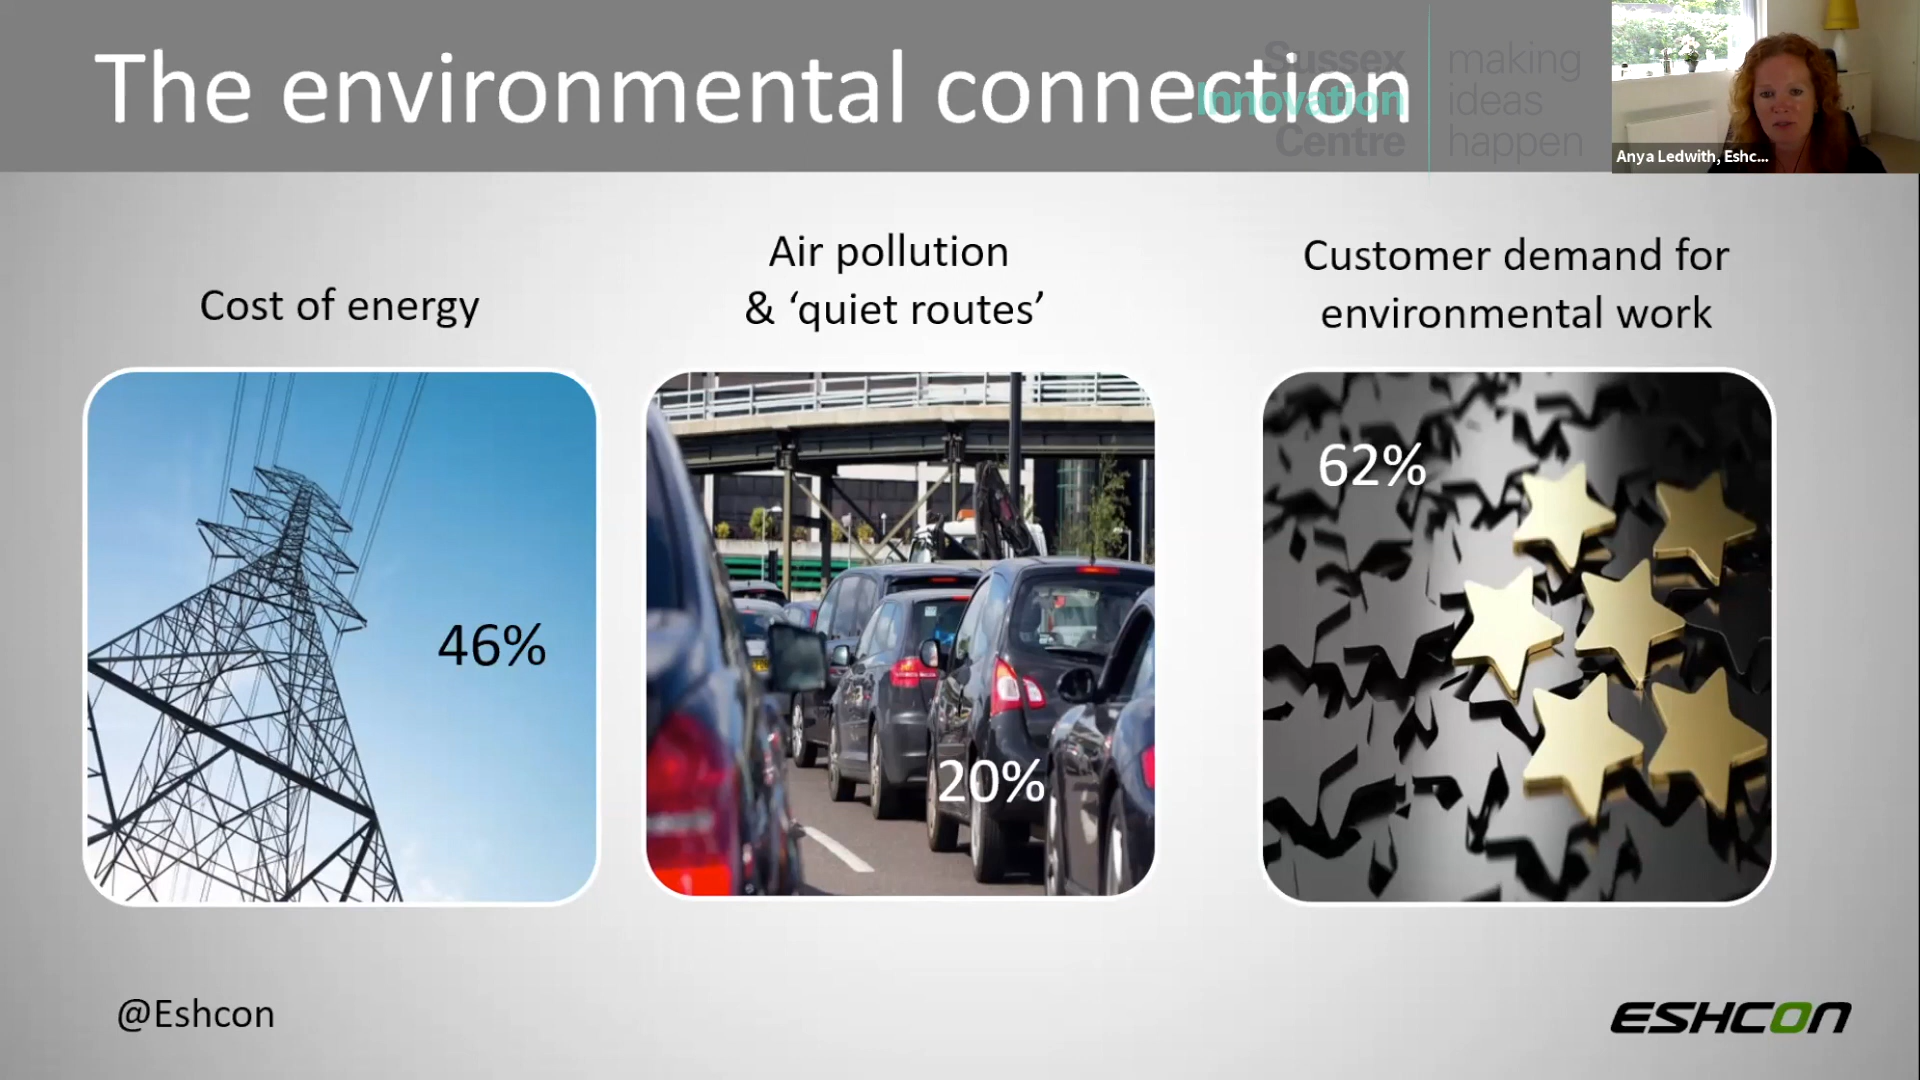 The environmental connection
Sussex
Innovation
Centre
making
ideas
happen
Anya Ledwith, Eshc...
Cost of energy
Air pollution
& ‘quiet routes’
Customer demand for
environmental work
46%
20%
62%
@Eshcon
ESHCON